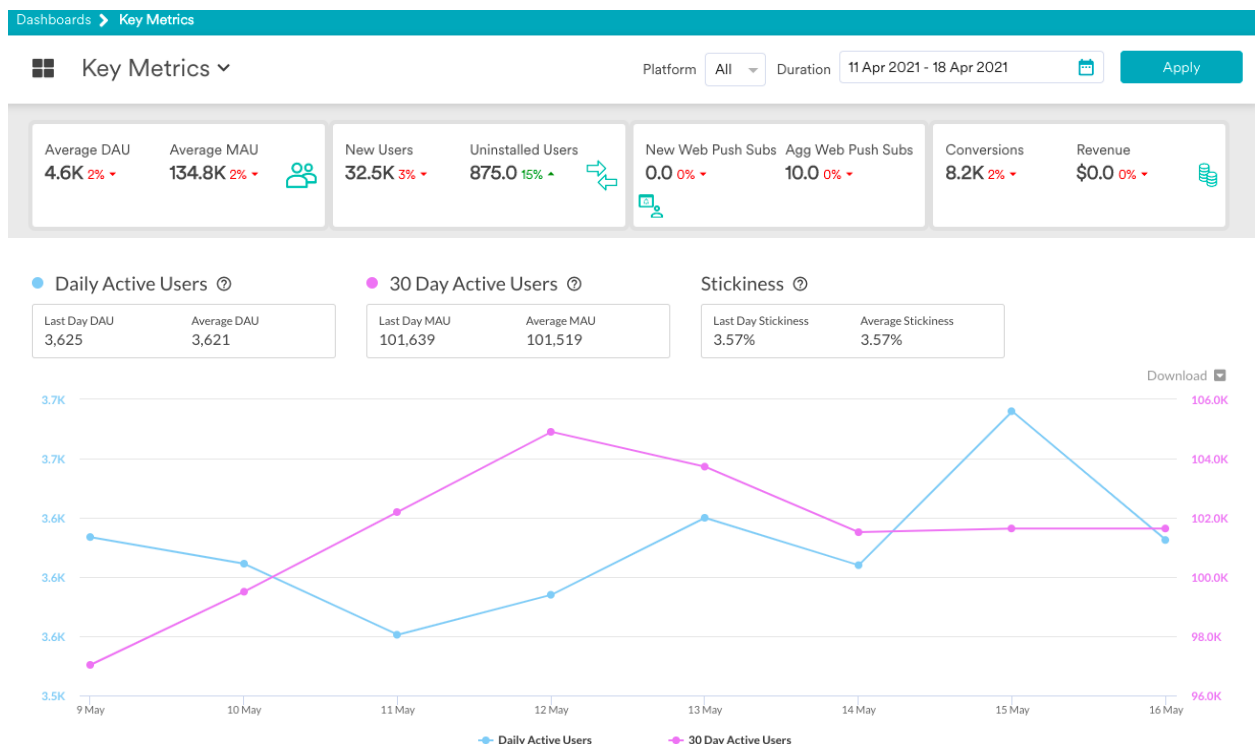 Dashboards Key Metrics
Key Metrics
Platform All Duration 11 Apr 2021 - 18 Apr 2021 Apply
Average DAU Average MAU New Users Uninstalled Users New Web Push Subs Agg Web Push Subs Conversions Revenue
4.6K 2% 134.8K 2% 32.5K 3% 875.0 15% 0.0 0% 10.0 0% 8.2K 2% $0.0 0%
Daily Active Users ? 30 Day Active Users ? Stickiness ?
Last Day DAU Average DAU Last Day MAU Average MAU Last Day Stickiness Average Stickiness
3,625 3,621 101,639 101,519 3.57% 3.57%
Download
3.7K 106.0K
3.7K 104.0K
3.6K 102.0K
3.6K 100.0K
3.6K 98.0K
3.5K 96.0K
9 May 10 May 11 May 12 May 13 May 14 May 15 May 16 May
Daily Active Users 30 Day Active Users